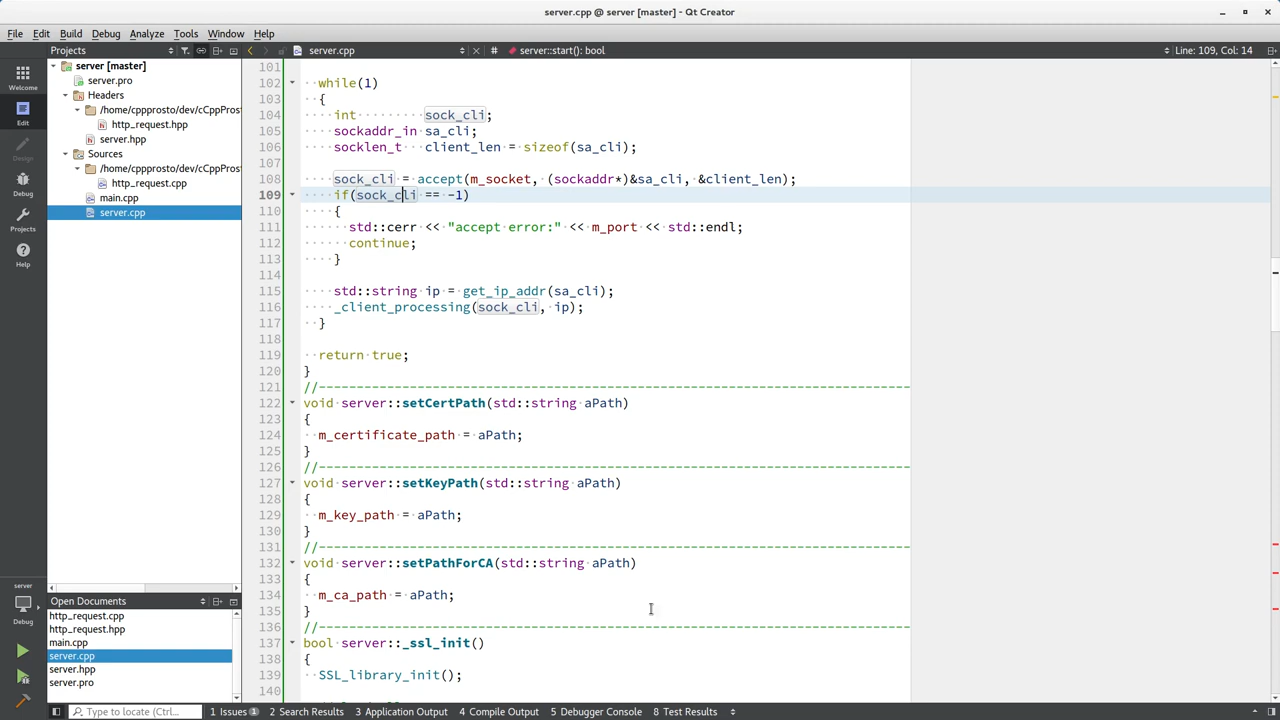 server.cpp @ server [master] - Qt Creator
File Edit Build Debug Analyze Tools Window Help
Projects
server.cpp
#
server::start(): bool
Line: 109, Col: 14
Welcome
Edit
Design
Debug
Projects
Help
server
Debug
server [master]
server.pro
Headers
/home/cppprosto/dev/cCppPros
http_request.hpp
server.hpp
Sources
/home/cppprosto/dev/cCppPros
http_request.cpp
main.cpp
server.cpp
Open Documents
http_request.cpp
http_request.hpp
main.cpp
server.cpp
server.hpp
server.pro
101
102 while(1)
103 {
104 int sock_cli;
105 sockaddr_in sa_cli;
106 socklen_t client_len = sizeof(sa_cli);
107
108 sock_cli = accept(m_socket, (sockaddr*)&sa_cli, &client_len);
109 if(sock_cli == -1)
110 {
111 std::cerr << "accept error:" << m_port << std::endl;
112 continue;
113 }
114
115 std::string ip = get_ip_addr(sa_cli);
116 _client_processing(sock_cli, ip);
117 }
118
119 return true;
120 }
121 //------------------------------------------------------------------------------
122 void server::setCertPath(std::string aPath)
123 {
124 m_certificate_path = aPath;
125 }
126 //------------------------------------------------------------------------------
127 void server::setKeyPath(std::string aPath)
128 {
129 m_key_path = aPath;
130 }
131 //------------------------------------------------------------------------------
132 void server::setPathForCA(std::string aPath)
133 {
134 m_ca_path = aPath;
135 }
136 //------------------------------------------------------------------------------
137 bool server::_ssl_init()
138 {
139 SSL_library_init();
140
Type to locate (Ctrl...
1 Issues 1
2 Search Results
3 Application Output
4 Compile Output
5 Debugger Console
8 Test Results